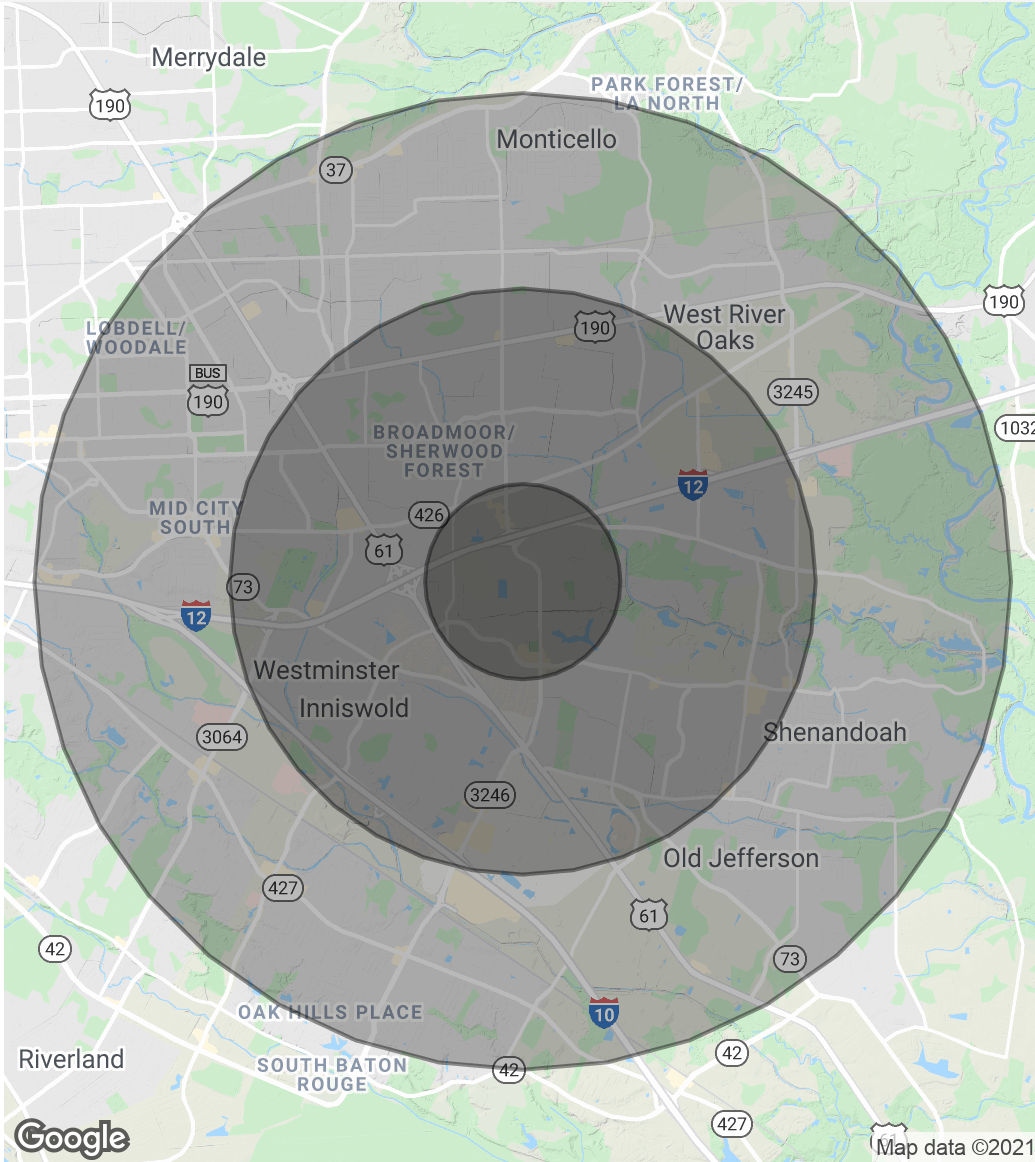 Merrydale
190
PARK FOREST/
LA NORTH
Monticello
37
190
West River
Oaks
190
LOBDELL/
WOODALE
BUS
190
3245
1032
BROADMOOR/
SHERWOOD
FOREST
12
MID CITY
SOUTH
426
61
73
12
Westminster
Inniswold
Shenandoah
3064
3246
Old Jefferson
427
61
42
73
OAK HILLS PLACE
10
Riverland
SOUTH BATON
ROUGE
42
42
427
61
Google
Map data ©2021